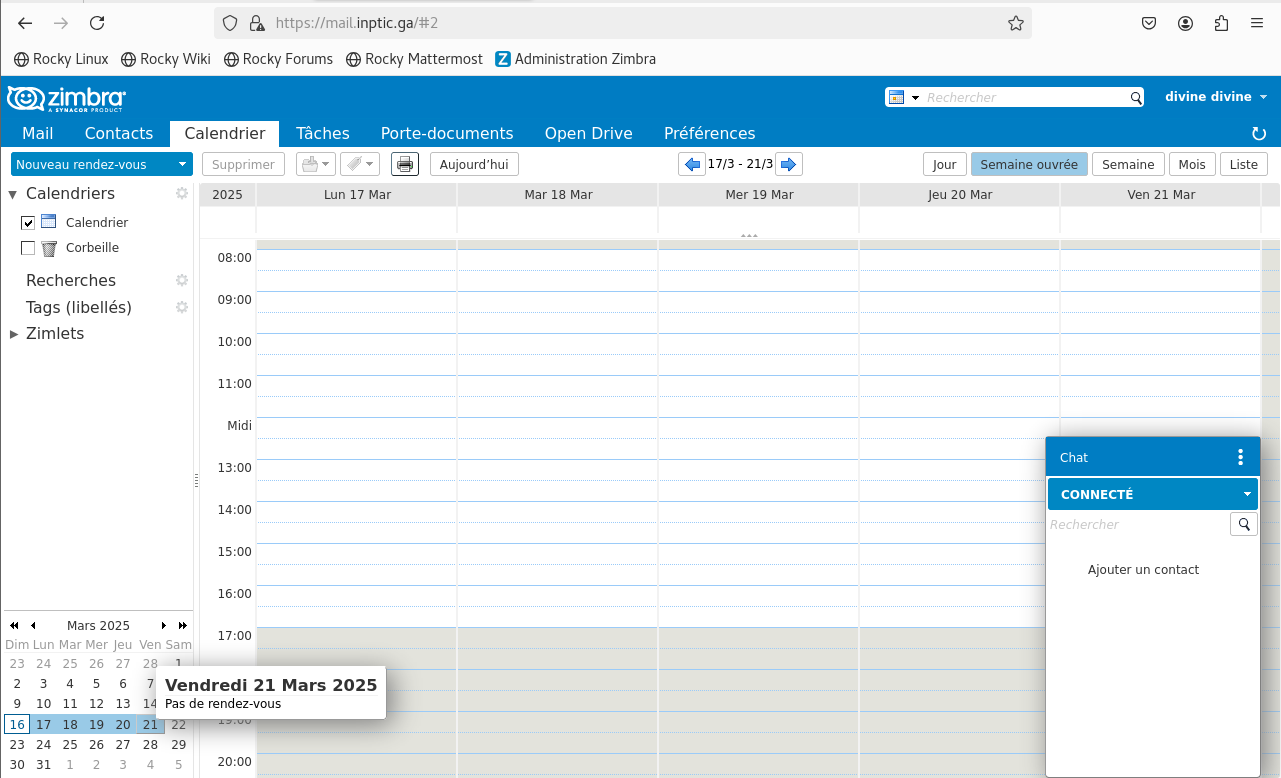 https://mail.inptic.ga/#2
Rocky Linux Rocky Wiki Rocky Forums Rocky Mattermost Z Administration Zimbra
zimbra
A SYNACOR PRODUCT
Rechercher
divine divine
Mail Contacts Calendrier Tâches Porte-documents Open Drive Préférences
Nouveau rendez-vous Supprimer Aujourd'hui 17/3 - 21/3 Jour Semaine ouvrée Semaine Mois Liste
Calendriers
Calendrier
Corbeille
Recherches
Tags (libellés)
Zimlets
2025 Lun 17 Mar Mar 18 Mar Mer 19 Mar Jeu 20 Mar Ven 21 Mar
08:00
09:00
10:00
11:00
Midi
13:00
14:00
15:00
16:00
17:00
19:00
20:00
Chat
CONNECTÉ
Rechercher
Ajouter un contact
Mars 2025
Dim Lun Mar Mer Jeu Ven Sam
23 24 25 26 27 28 1
2 3 4 5 6 7
9 10 11 12 13 14
16 17 18 19 20 21 22
23 24 25 26 27 28 29
30 31 1 2 3 4 5
Vendredi 21 Mars 2025
Pas de rendez-vous